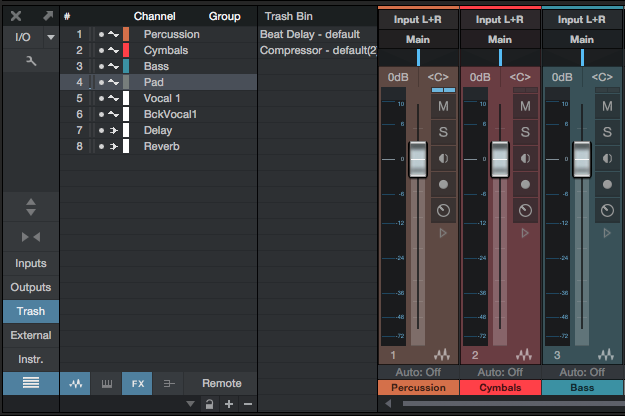 # Channel Group Trash Bin Input L+R Input L+R Input L+R
I/O 1 Percussion Beat Delay - default Main Main Main
2 Cymbals Compressor - default(2)
3 Bass
4 Pad 0dB <C> 0dB <C> 0dB <C>
5 Vocal 1
6 BckVocal1
7 Delay
8 Reverb
M M M
S S S
10 10 10
6 6 6
0 0 0
-6 -6 -6
-12 -12 -12
-24 -24 -24
-36 -36 -36
-48 -48 -48
-72 -72 -72
Inputs
Outputs
Trash
External
Instr.
1 2 3
Auto: Off Auto: Off Auto: Off
FX Remote Percussion Cymbals Bass